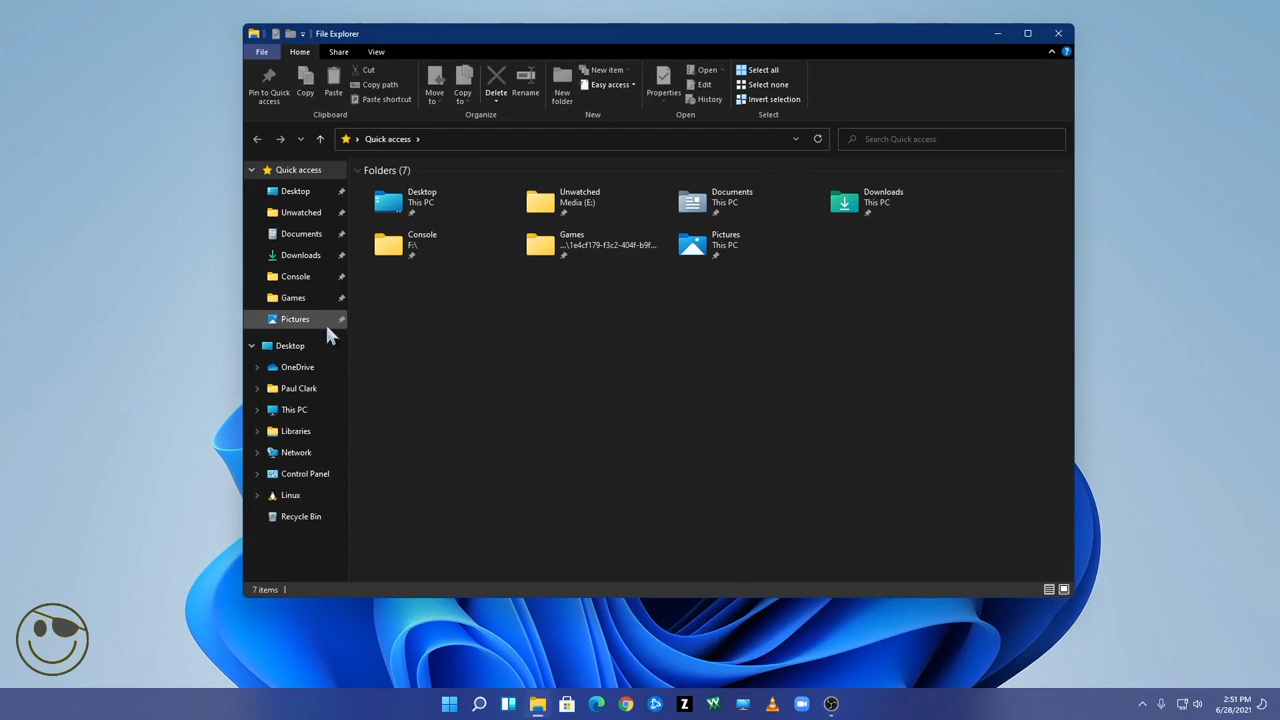 File Explorer
File Home Share View
Pin to Quick access
Copy
Paste
Cut
Copy path
Paste shortcut
Clipboard
Move to
Copy to
Delete
Rename
Organize
New folder
New item
Easy access
New
Properties
Open
Edit
History
Open
Select all
Select none
Invert selection
Select
Quick access
Search Quick access
Quick access
Desktop
Unwatched
Documents
Downloads
Console
Games
Pictures
Desktop
OneDrive
Paul Clark
This PC
Libraries
Network
Control Panel
Linux
Recycle Bin
Folders (7)
Desktop
This PC
Unwatched
Media (E:)
Documents
This PC
Downloads
This PC
Console
F:\
Games
...\1e4cf179-f3c2-404f-b9f...
Pictures
This PC
7 items
2:51 PM
6/28/2021